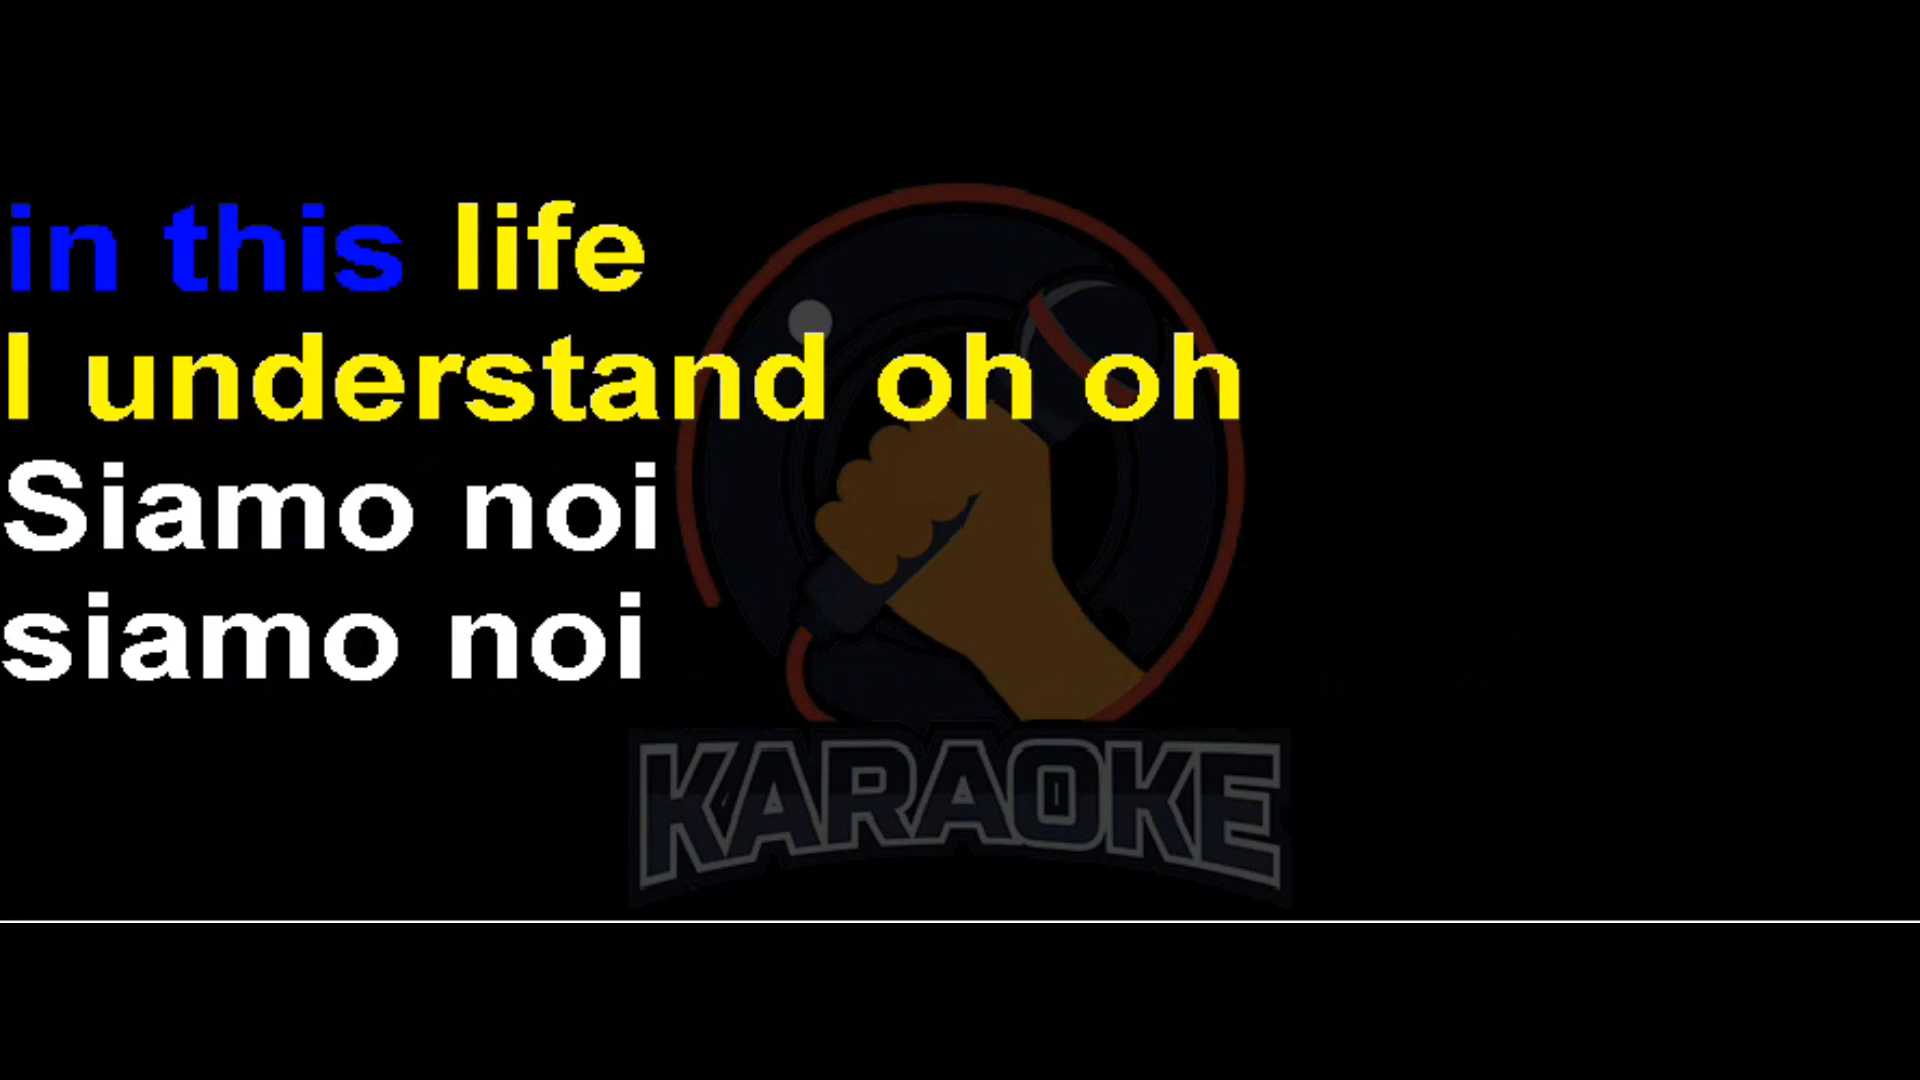 in this life
I understand oh oh
Siamo noi
siamo noi
KARAOKE